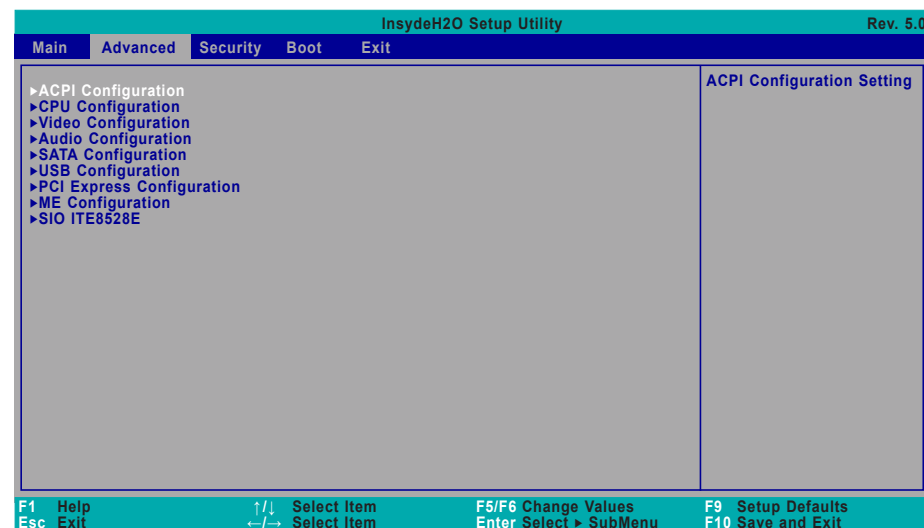 InsydeH2O Setup Utility Rev. 5.0
Main Advanced Security Boot Exit
►ACPI Configuration
►CPU Configuration
►Video Configuration
►Audio Configuration
►SATA Configuration
►USB Configuration
►PCI Express Configuration
►ME Configuration
►SIO ITE8528E
ACPI Configuration Setting
F1 Help ↑/↓ Select Item F5/F6 Change Values F9 Setup Defaults
Esc Exit ←/→ Select Item Enter Select ► SubMenu F10 Save and Exit